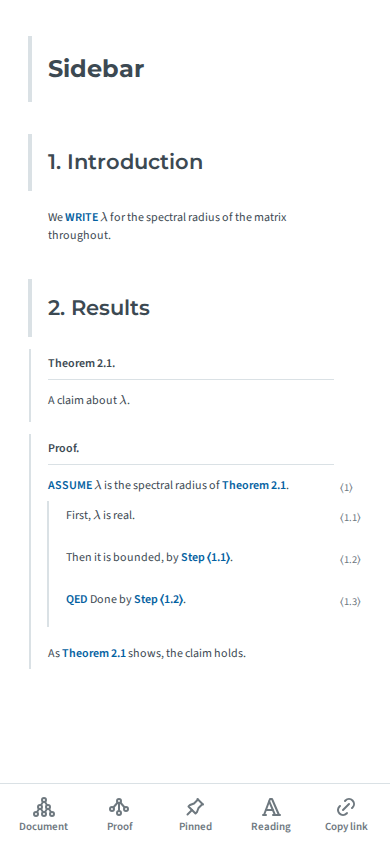 Sidebar
1. Introduction
We WRITE λ for the spectral radius of the matrix
throughout.
2. Results
Theorem 2.1.
A claim about λ.
Proof.
ASSUME λ is the spectral radius of Theorem 2.1. ⟨1⟩
First, λ is real. ⟨1.1⟩
Then it is bounded, by Step ⟨1.1⟩. ⟨1.2⟩
QED Done by Step ⟨1.2⟩. ⟨1.3⟩
As Theorem 2.1 shows, the claim holds.
Document Proof Pinned Reading Copy link